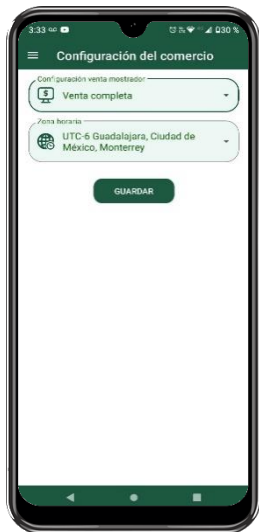 3:33
30 %
Configuración del comercio
Configuración venta mostrador
Venta completa
Zona horaria
UTC-6 Guadalajara, Ciudad de
México, Monterrey
GUARDAR